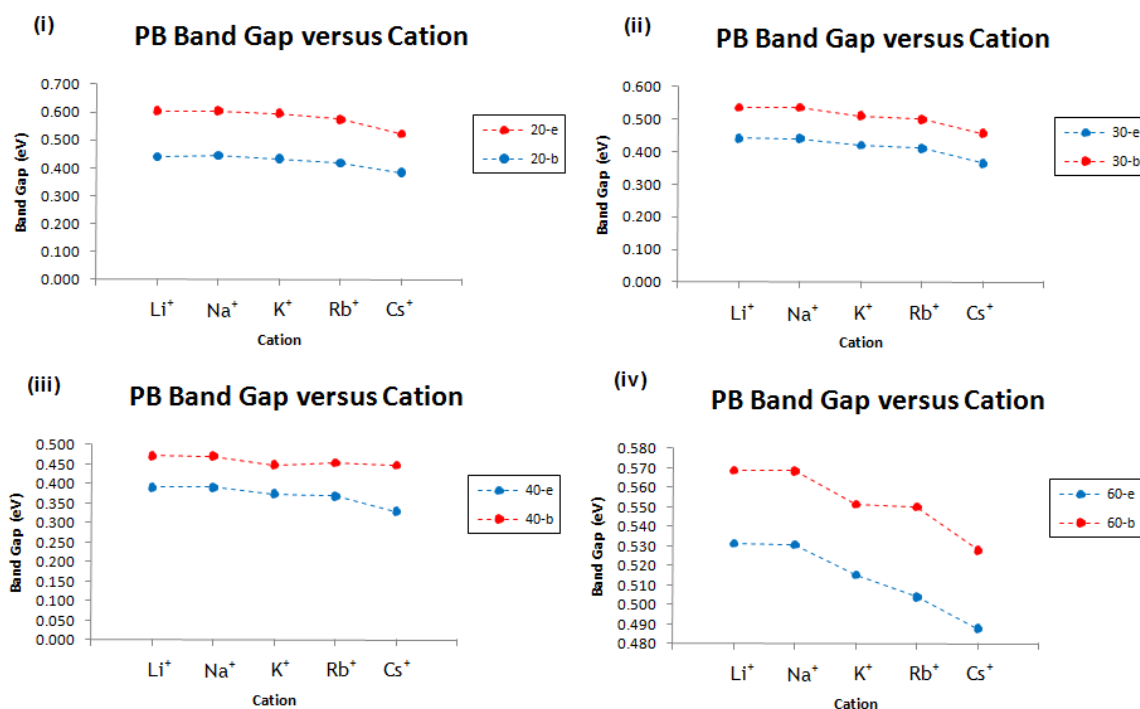 (i)
PB Band Gap versus Cation
Band Gap (eV)
0.700
0.600
0.500
0.400
0.300
0.200
0.100
0.000
Li⁺ Na⁺ K⁺ Rb⁺ Cs⁺
Cation
20-e
20-b
(ii)
PB Band Gap versus Cation
Band Gap (eV)
0.600
0.500
0.400
0.300
0.200
0.100
0.000
Li⁺ Na⁺ K⁺ Rb⁺ Cs⁺
Cation
30-e
30-b
(iii)
PB Band Gap versus Cation
Band Gap (eV)
0.500
0.450
0.400
0.350
0.300
0.250
0.200
0.150
0.100
0.050
0.000
Li⁺ Na⁺ K⁺ Rb⁺ Cs⁺
Cation
40-e
40-b
(iv)
PB Band Gap versus Cation
Band Gap (eV)
0.580
0.570
0.560
0.550
0.540
0.530
0.520
0.510
0.500
0.490
0.480
Li⁺ Na⁺ K⁺ Rb⁺ Cs⁺
Cation
60-e
60-b